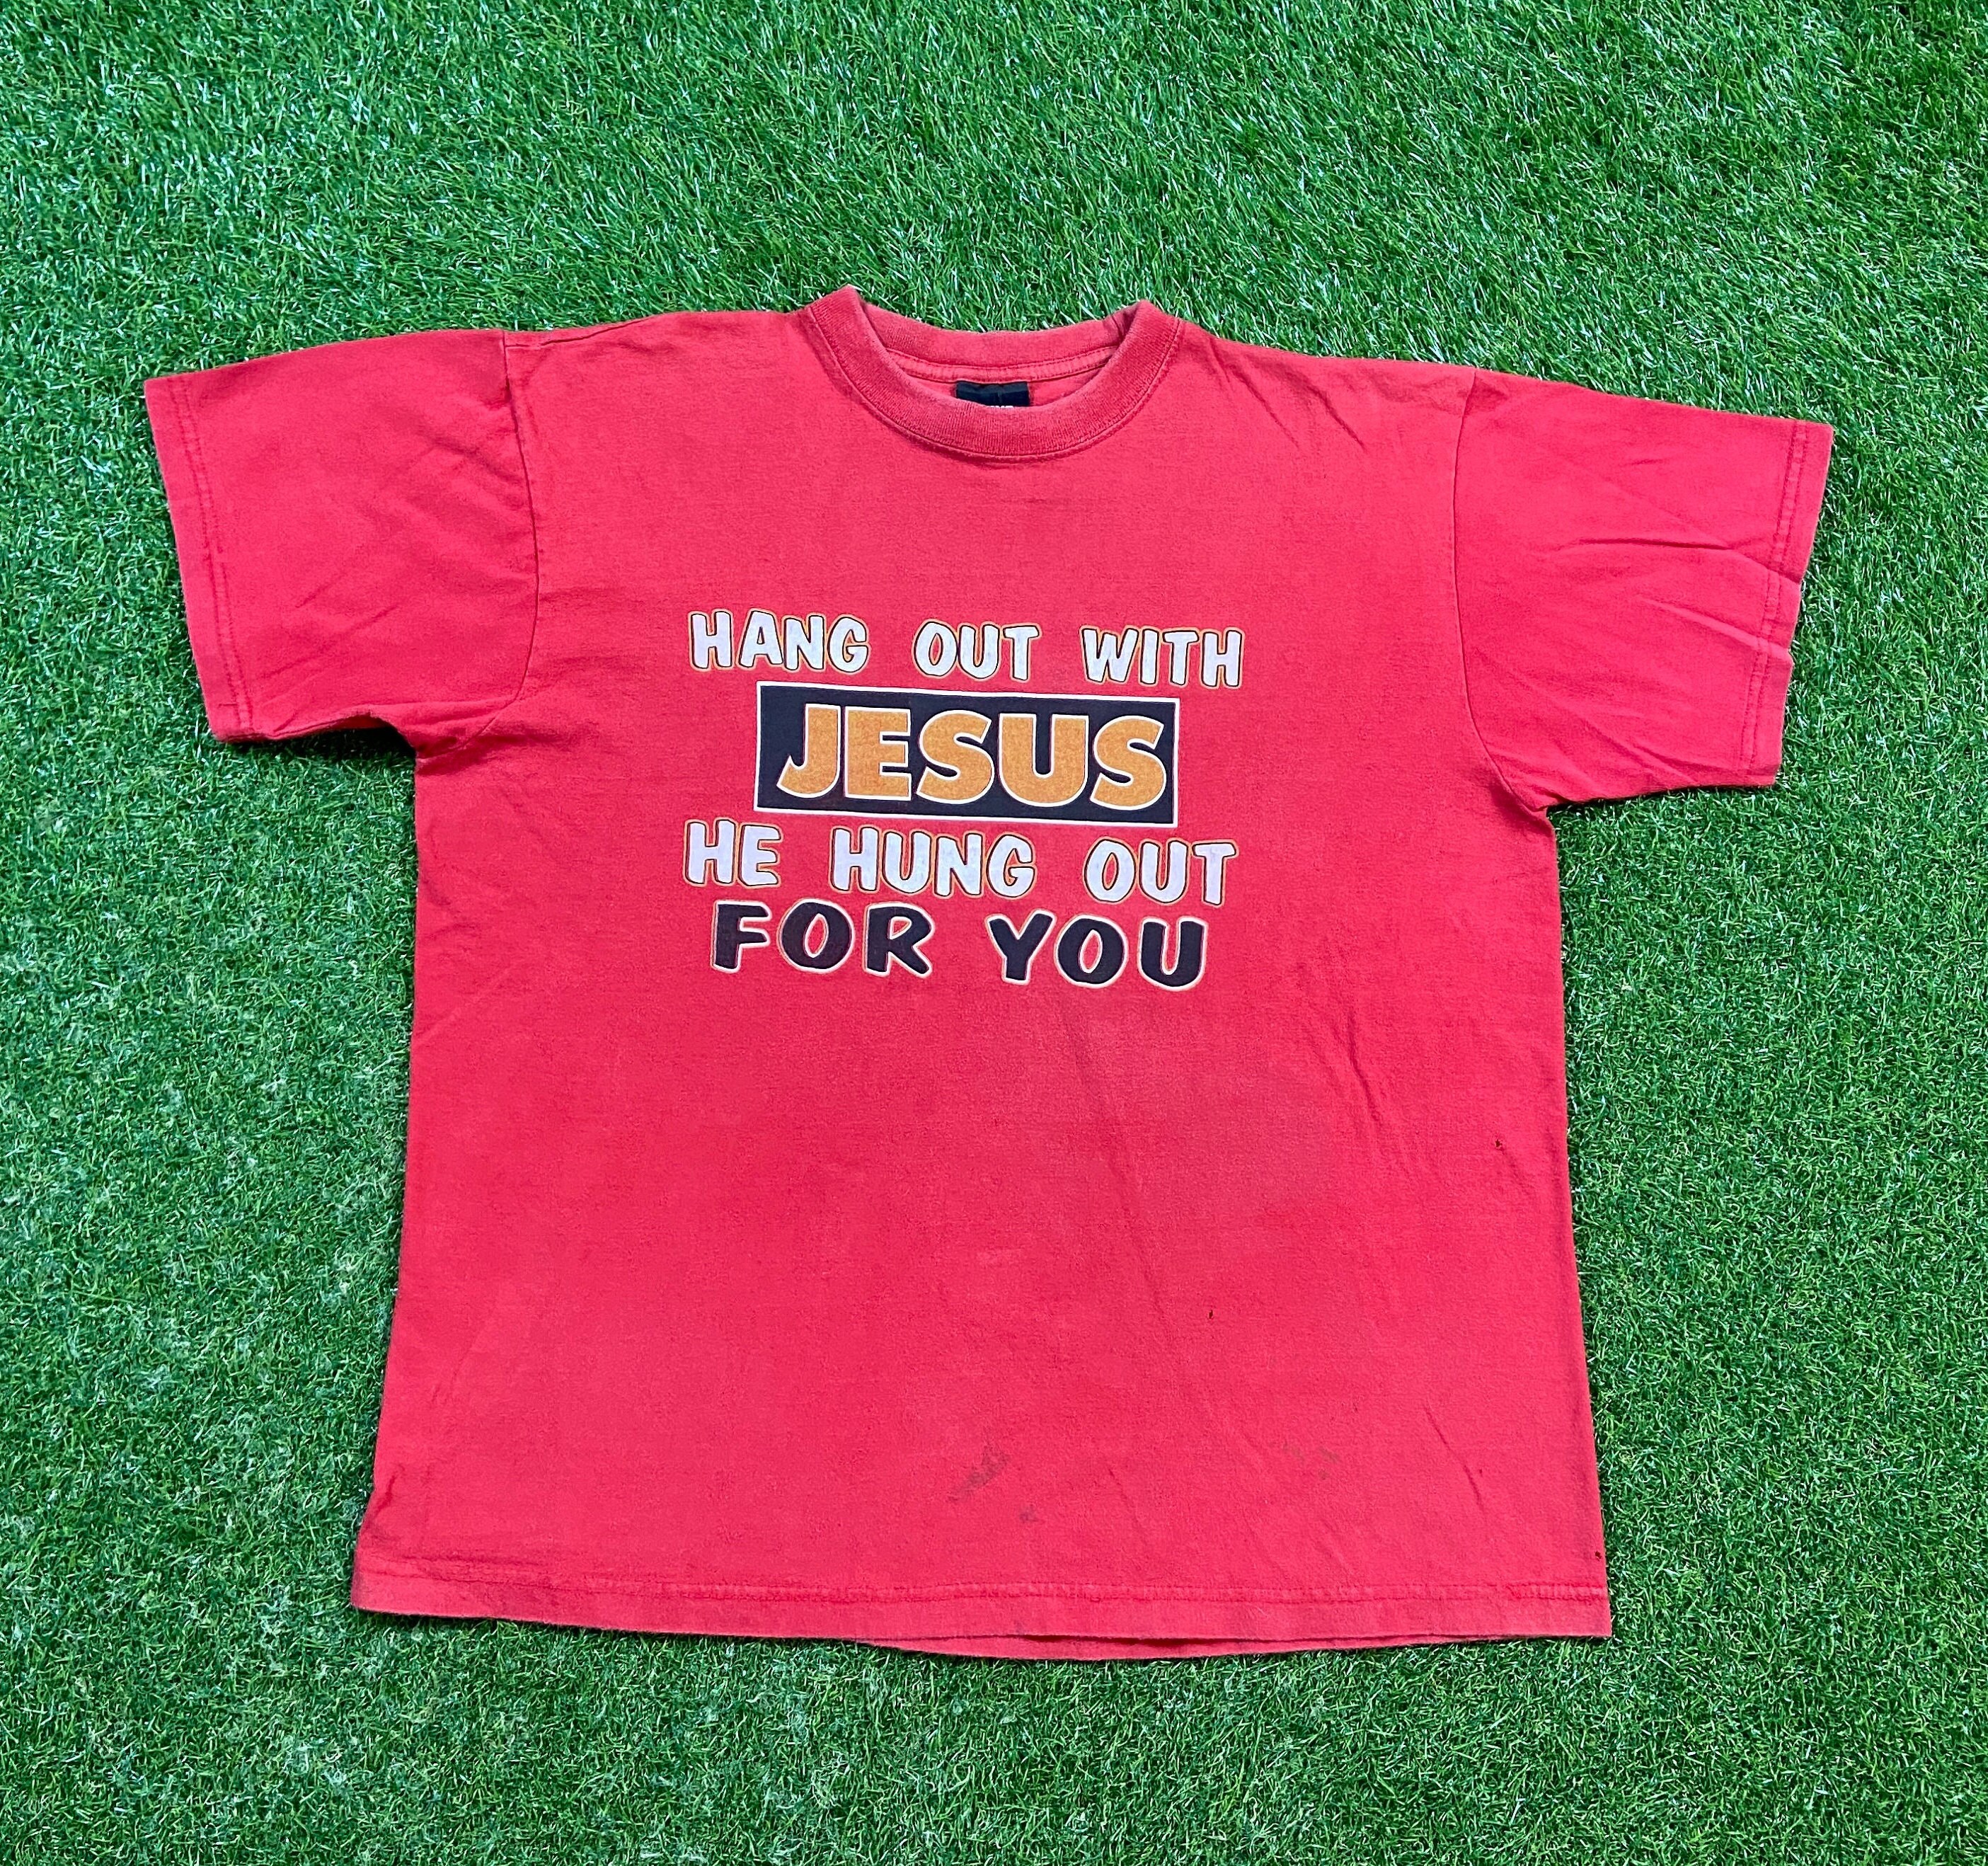 HANG OUT WITH
JESUS
HE HUNG OUT
FOR YOU